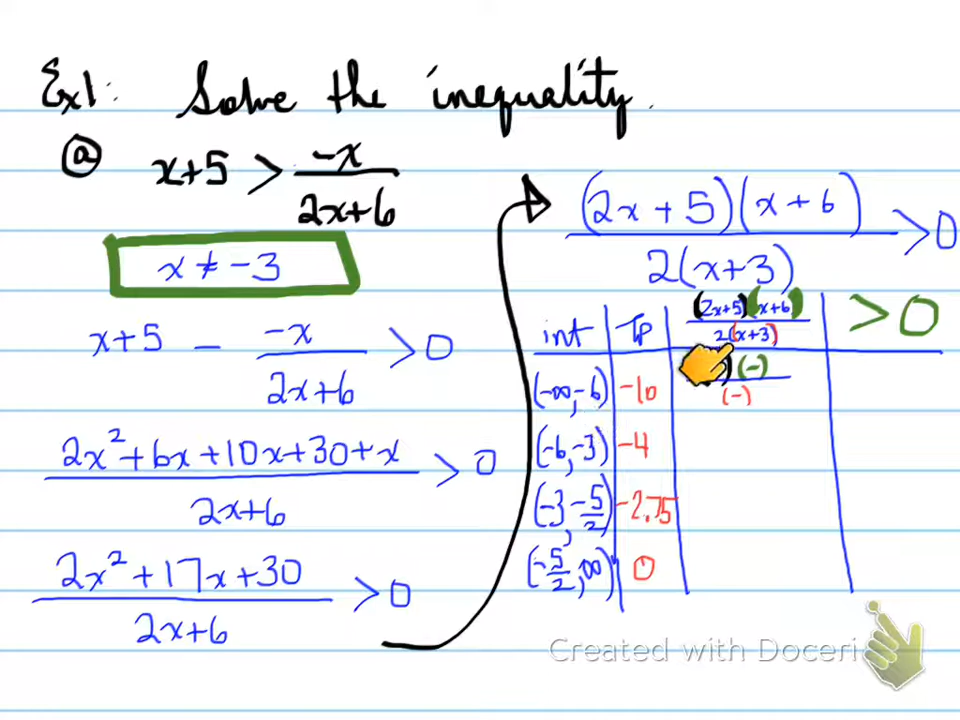 Ex1: Solve the inequality.
(a) x+5 > -x/(2x+6)
x ≠ -3
x+5 - -x/(2x+6) > 0
(2x²+6x+10x+30+x)/(2x+6) > 0
(2x²+17x+30)/(2x+6) > 0
(2x+5)(x+6)/2(x+3) > 0
int TP (2x+5)(x+6)/2(x+3) > 0
(-∞,-6) -10 )(-)/(-)
(-6,-3) -4
(-3,-5/2) -2.75
(-5/2,∞) 0
Created with Doceri